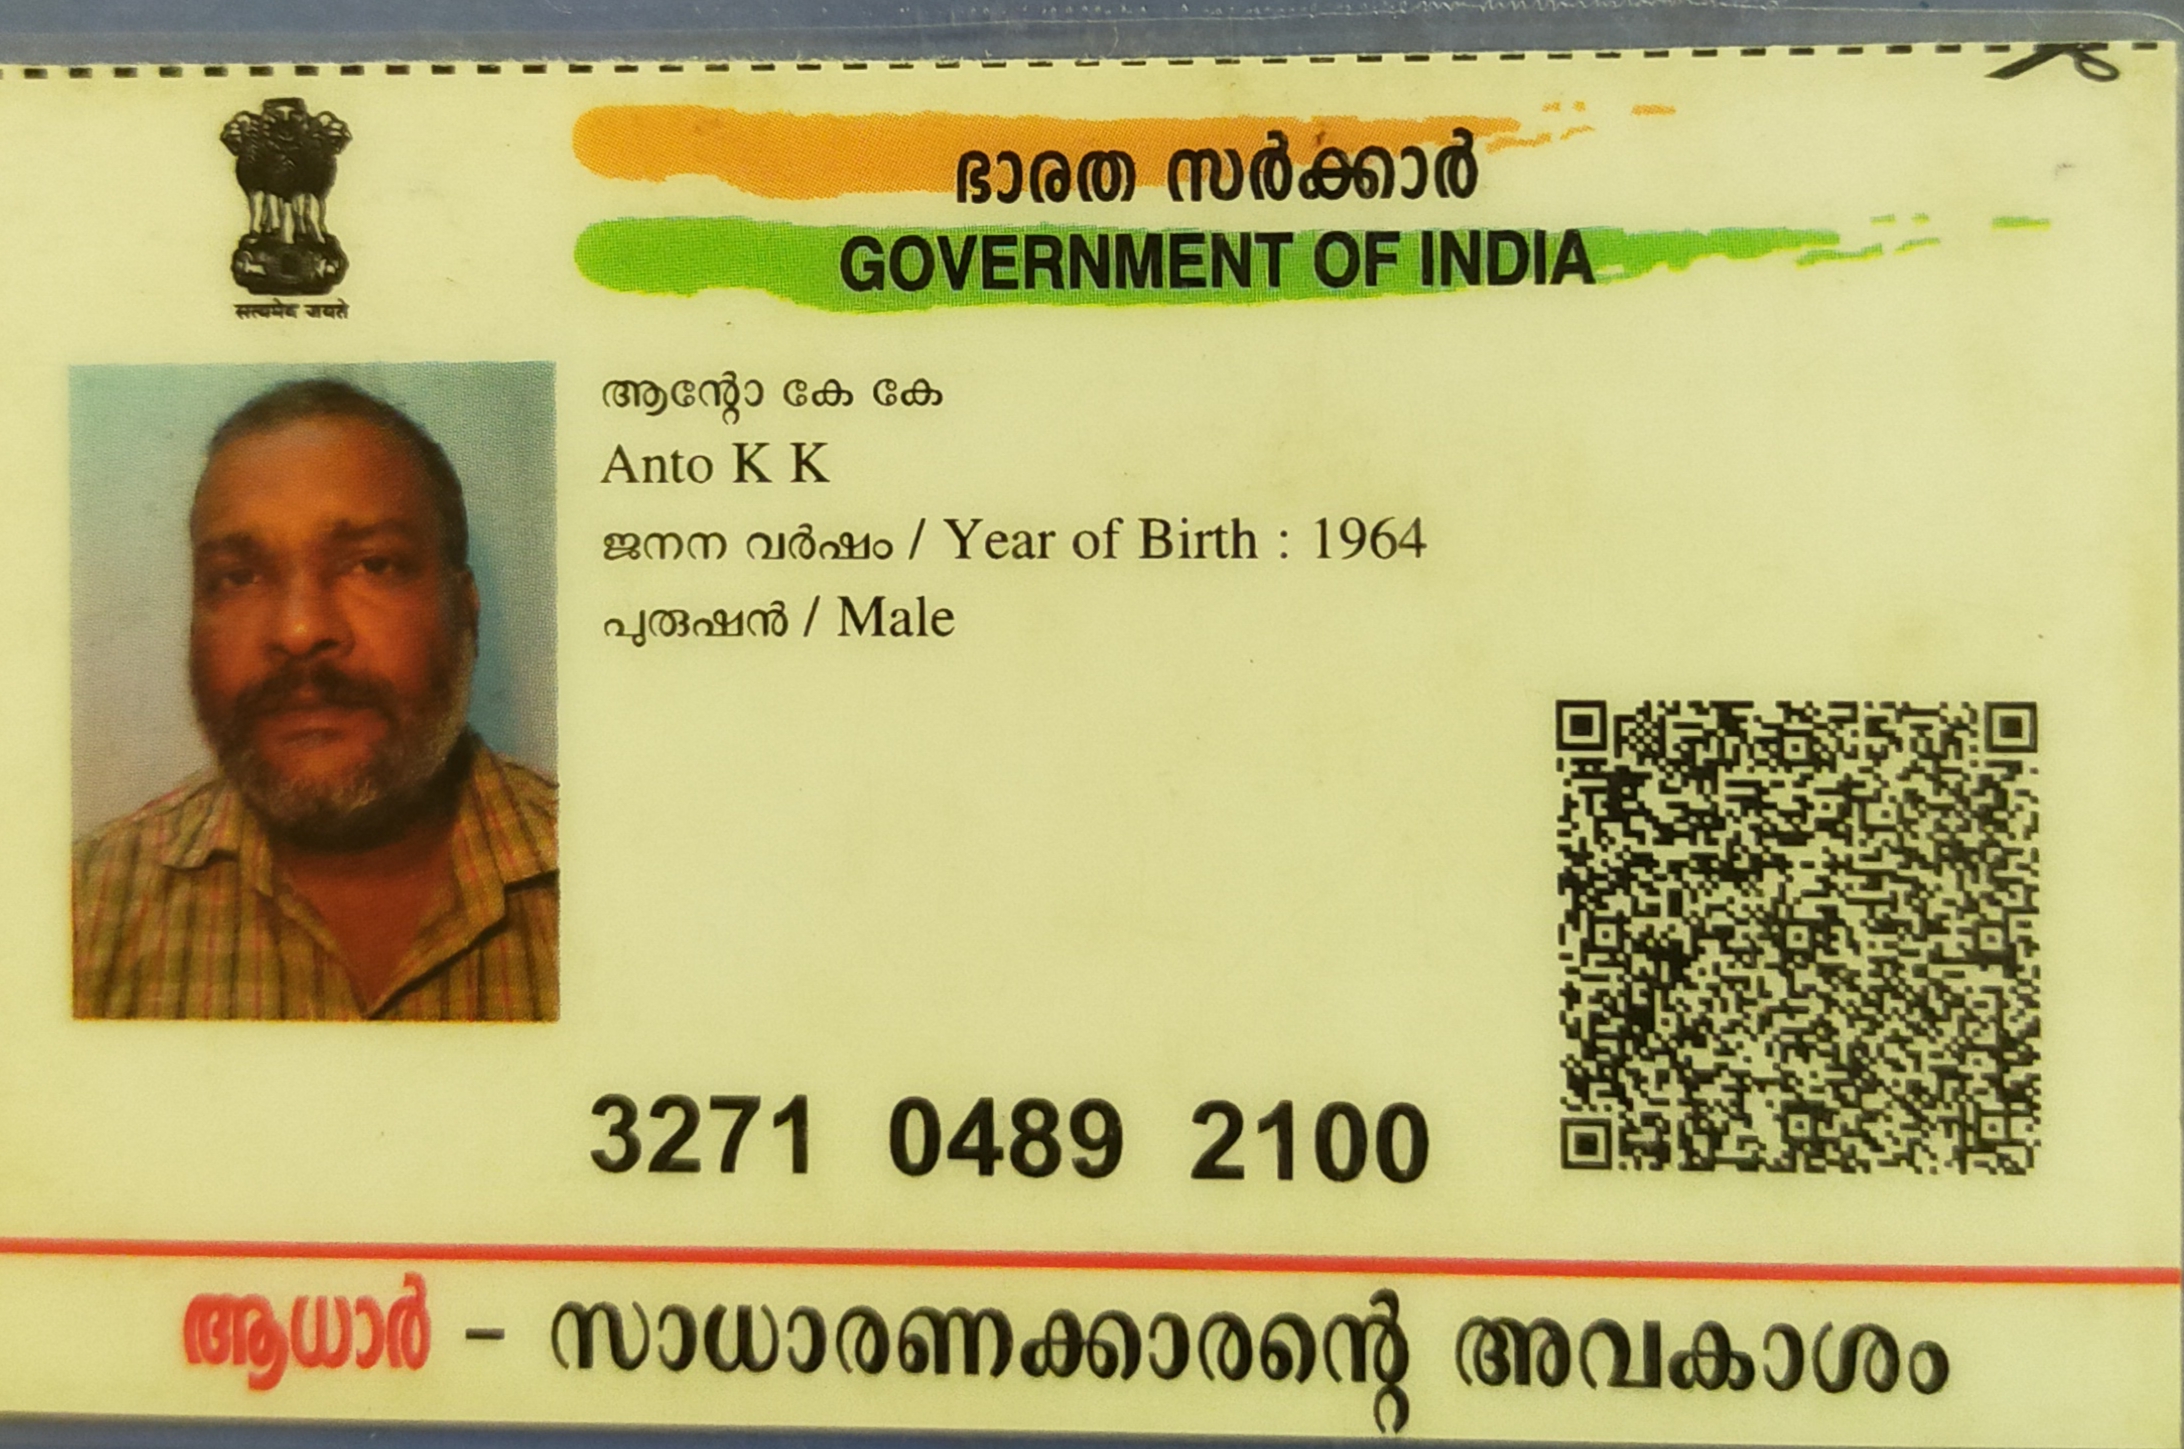 ഭാരത സർക്കാർ
GOVERNMENT OF INDIA
सत्यमेव जयते
ആന്റോ കേ കേ
Anto K K
ജനന വർഷം / Year of Birth : 1964
പുരുഷൻ / Male
3271 0489 2100
ആധാർ - സാധാരണക്കാരന്റെ അവകാശം